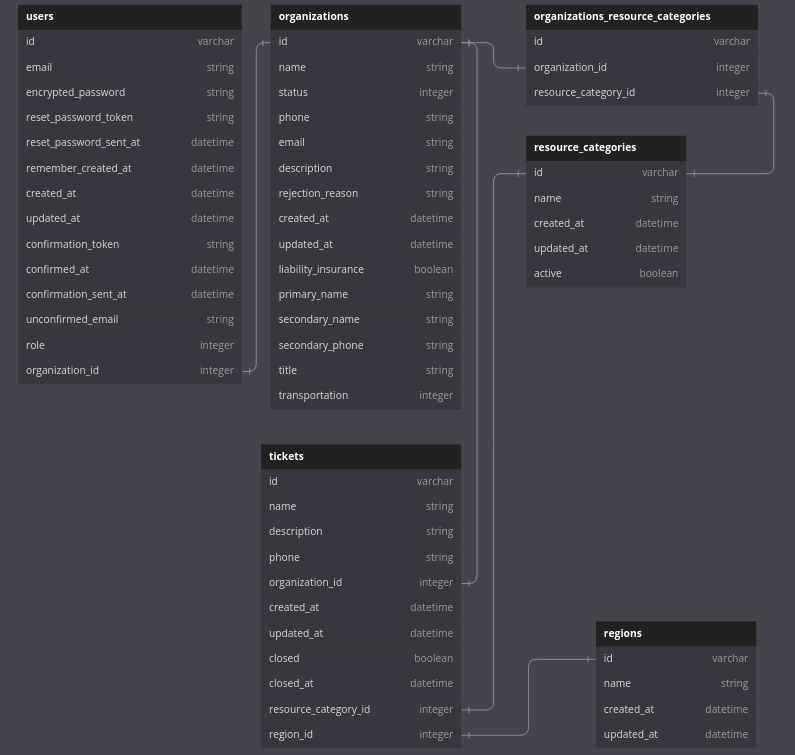 users
id varchar
email string
encrypted_password string
reset_password_token string
reset_password_sent_at datetime
remember_created_at datetime
created_at datetime
updated_at datetime
confirmation_token string
confirmed_at datetime
confirmation_sent_at datetime
unconfirmed_email string
role integer
organization_id integer
organizations
id varchar
name string
status integer
phone string
email string
description string
rejection_reason string
created_at datetime
updated_at datetime
liability_insurance boolean
primary_name string
secondary_name string
secondary_phone string
title string
transportation integer
organizations_resource_categories
id varchar
organization_id integer
resource_category_id integer
resource_categories
id varchar
name string
created_at datetime
updated_at datetime
active boolean
tickets
id varchar
name string
description string
phone string
organization_id integer
created_at datetime
updated_at datetime
closed boolean
closed_at datetime
resource_category_id integer
region_id integer
regions
id varchar
name string
created_at datetime
updated_at datetime